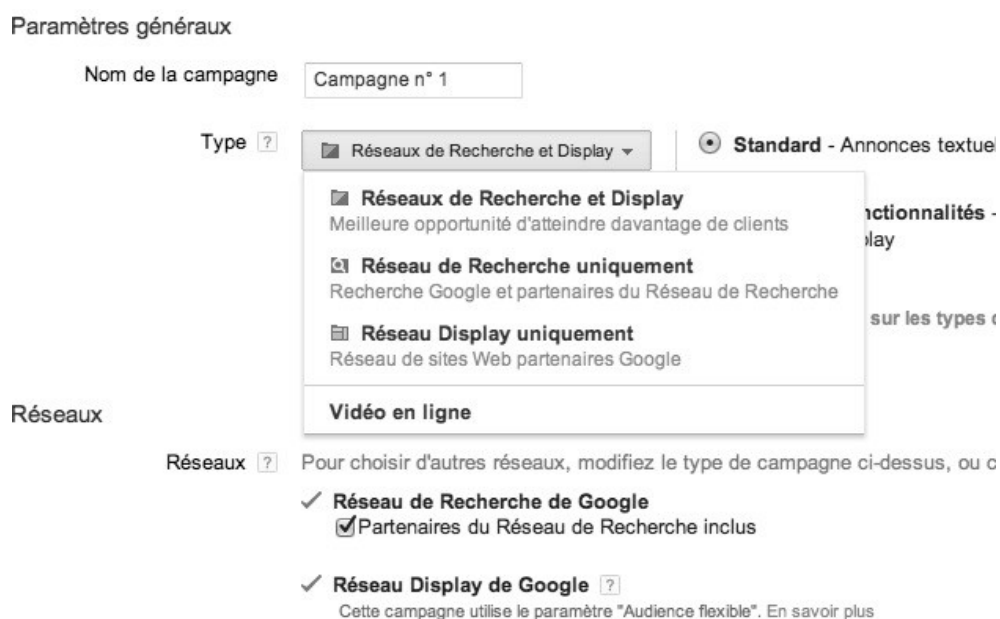 Paramètres généraux
Nom de la campagne Campagne n° 1
Type ? Réseaux de Recherche et Display Standard - Annonces textuel
Réseaux de Recherche et Display
Meilleure opportunité d'atteindre davantage de clients
nctionnalités -
lay
Réseau de Recherche uniquement
Recherche Google et partenaires du Réseau de Recherche
sur les types
Réseau Display uniquement
Réseau de sites Web partenaires Google
Vidéo en ligne
Réseaux
Réseaux ? Pour choisir d'autres réseaux, modifiez le type de campagne ci-dessus, ou c
Réseau de Recherche de Google
Partenaires du Réseau de Recherche inclus
Réseau Display de Google ?
Cette campagne utilise le paramètre "Audience flexible". En savoir plus